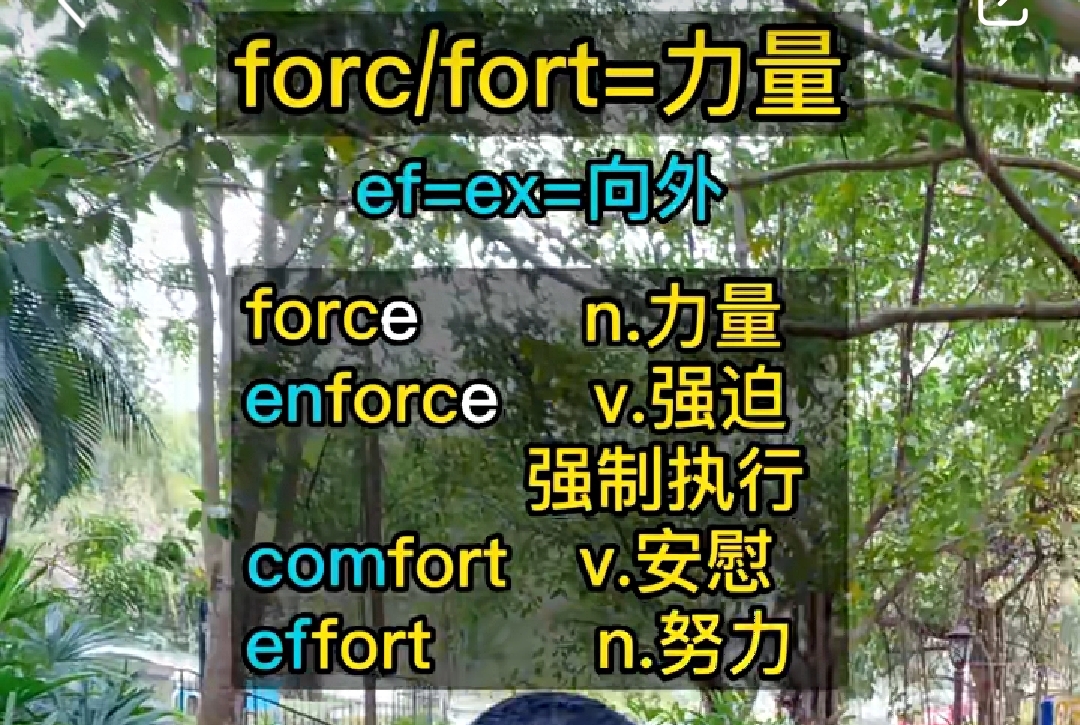 forc/fort=力量
ef=ex=向外
force n.力量
enforce v.强迫
强制执行
comfort v.安慰
effort n.努力